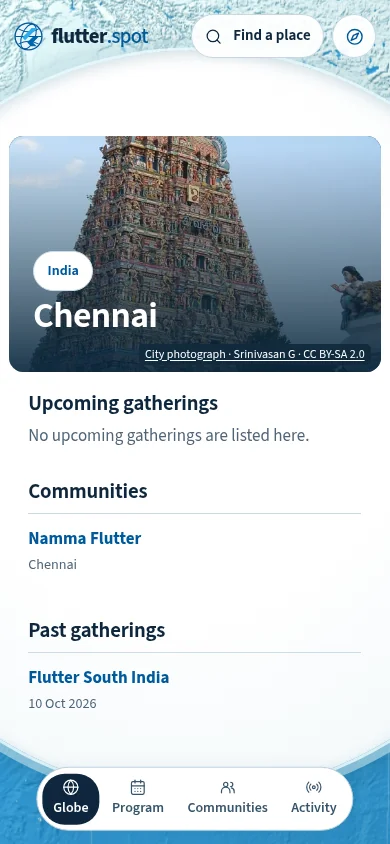 flutter.spot
Find a place
India
Chennai
City photograph · Srinivasan G · CC BY-SA 2.0
Upcoming gatherings
No upcoming gatherings are listed here.
Communities
Namma Flutter
Chennai
Past gatherings
Flutter South India
10 Oct 2026
Globe
Program
Communities
Activity